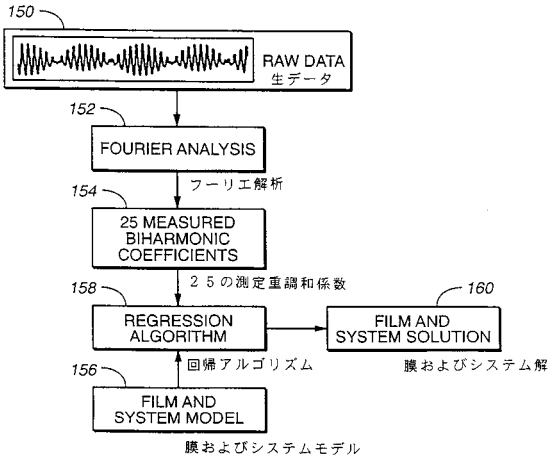 150
RAW DATA
生データ
152
FOURIER ANALYSIS
フーリエ解析
154
25 MEASURED
BIHARMONIC
COEFFICIENTS
25の測定重調和係数
158
REGRESSION
ALGORITHM
回帰アルゴリズム
160
FILM AND
SYSTEM SOLUTION
膜およびシステム解
156
FILM AND
SYSTEM MODEL
膜およびシステムモデル